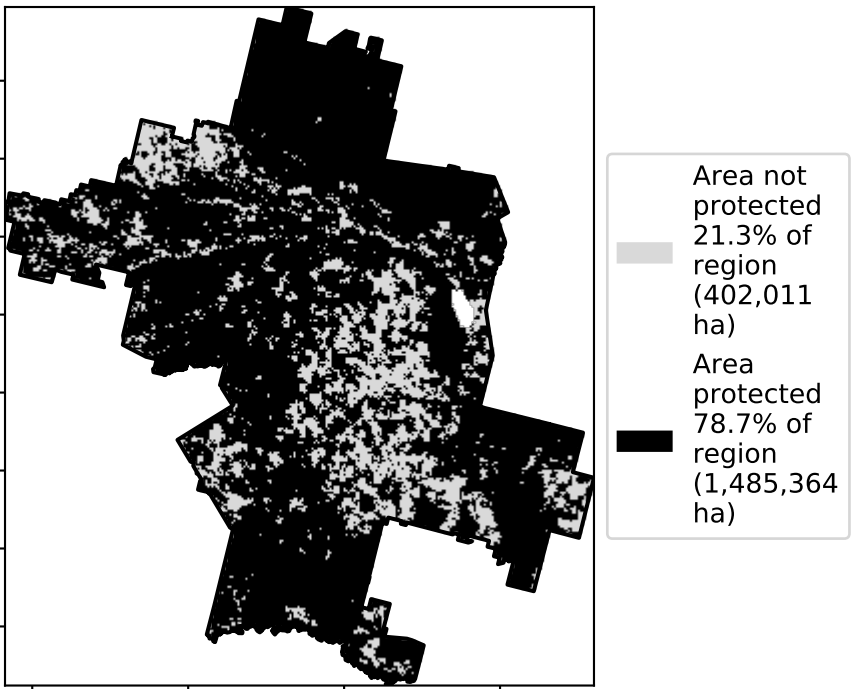 Area not
protected
21.3% of
region
(402,011
ha)
Area
protected
78.7% of
region
(1,485,364
ha)